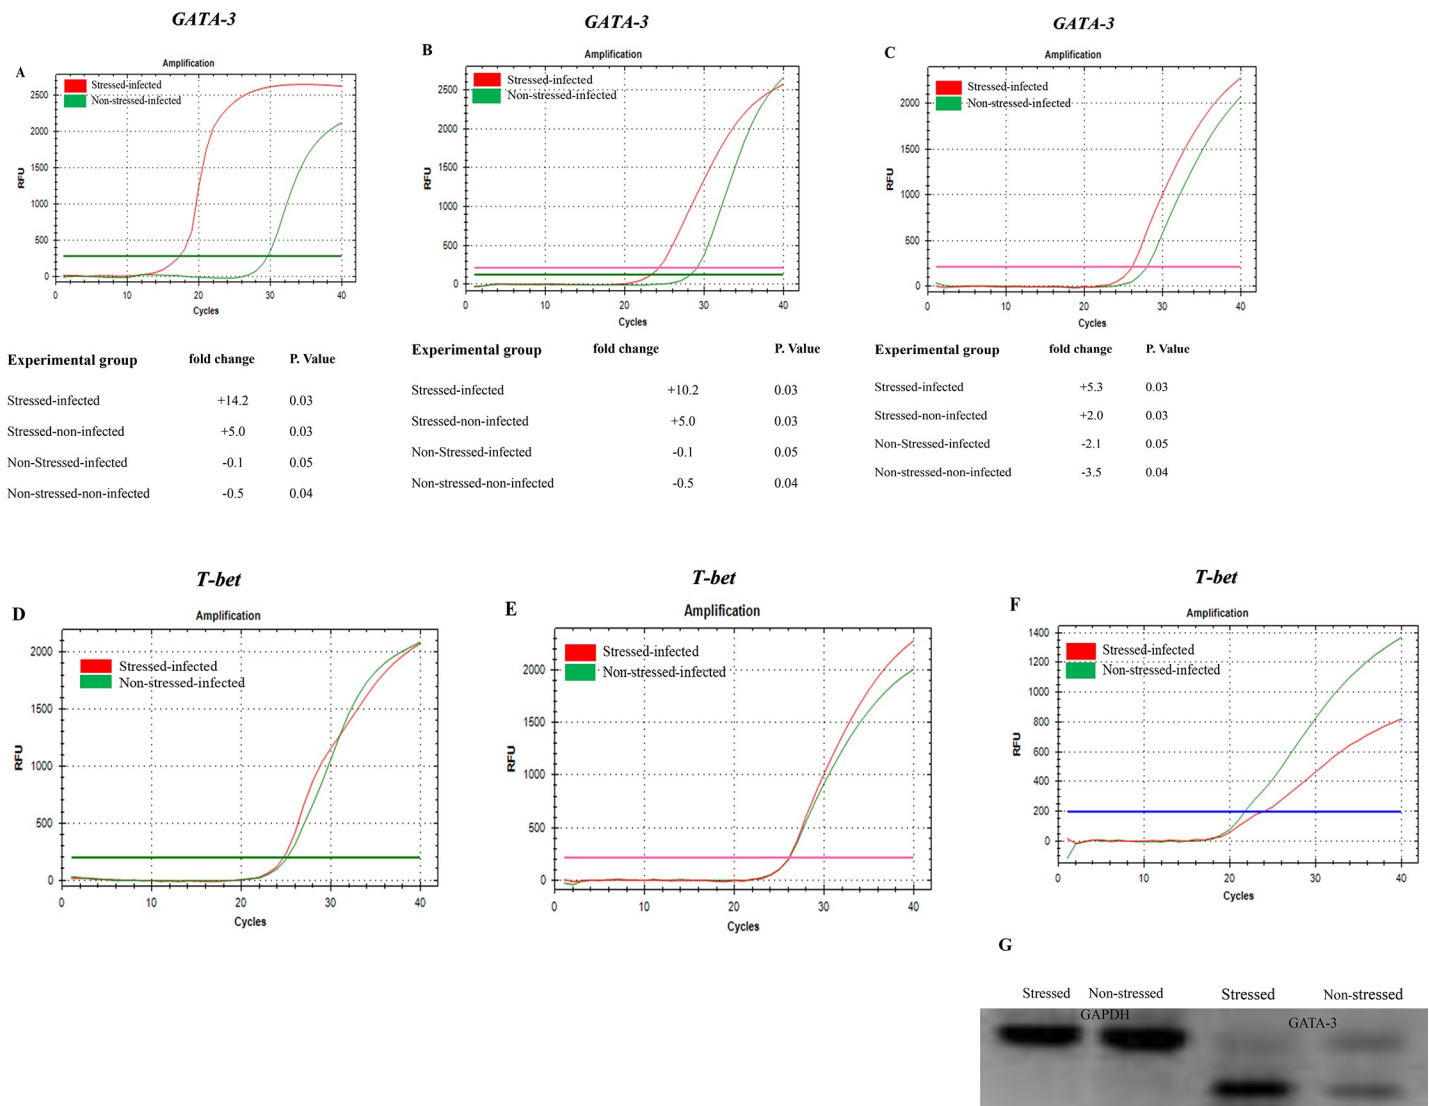 GATA-3
A
Amplification
Stressed-infected
Non-stressed-infected
2500
2000
1500
1000
500
0
RFU
0 10 20 30 40
Cycles
Experimental group fold change P. Value
Stressed-infected +14.2 0.03
Stressed-non-infected +5.0 0.03
Non-Stressed-infected -0.1 0.05
Non-stressed-non-infected -0.5 0.04
GATA-3
B
Amplification
Stressed-infected
Non-stressed-infected
2500
2000
1500
1000
500
0
RFU
0 10 20 30 40
Cycles
Experimental group fold change P. Value
Stressed-infected +10.2 0.03
Stressed-non-infected +5.0 0.03
Non-Stressed-infected -0.1 0.05
Non-stressed-non-infected -0.5 0.04
GATA-3
C
Amplification
Stressed-infected
Non-stressed-infected
2000
1500
1000
500
0
RFU
0 10 20 30 40
Cycles
Experimental group fold change P. Value
Stressed-infected +5.3 0.03
Stressed-non-infected +2.0 0.03
Non-Stressed-infected -2.1 0.05
Non-stressed-non-infected -3.5 0.04
T-bet
D
Amplification
Stressed-infected
Non-stressed-infected
2000
1500
1000
500
0
RFU
0 10 20 30 40
Cycles
T-bet
E
Amplification
Stressed-infected
Non-stressed-infected
2000
1500
1000
500
0
RFU
0 10 20 30 40
Cycles
T-bet
F
Amplification
Stressed-infected
Non-stressed-infected
1400
1200
1000
800
600
400
200
0
RFU
0 10 20 30 40
Cycles
G
Stressed Non-stressed Stressed Non-stressed
GAPDH GATA-3